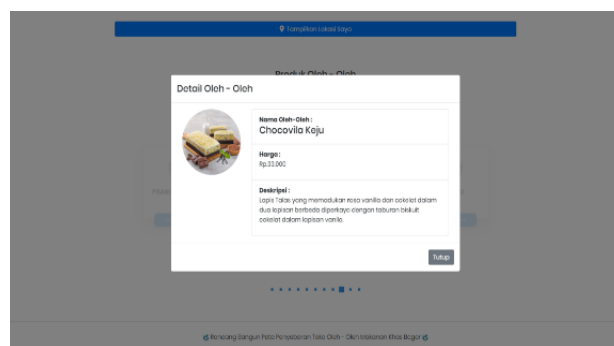 Tampilkan Lokasi Saya
Produk Oleh - Oleh
Detail Oleh - Oleh
Nama Oleh-Oleh :
Chocovila Keju
Harga :
Rp.33.000
Deskripsi :
Lapis Talas yang memadukan rasa vanilla dan cokelat dalam
dua lapisan berbeda diperkaya dengan taburan biskuit
cokelat dalam lapisan vanila.
Tutup
Rancang Bangun Peta Penyebaran Toko Oleh - Oleh Makanan Khas Bogor